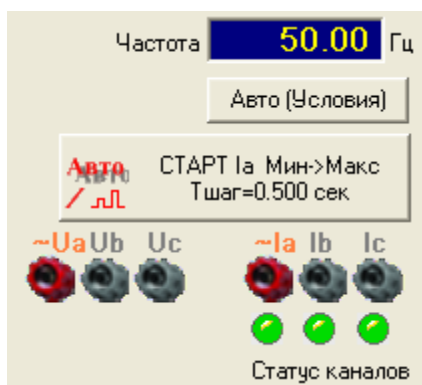 Частота 50.00 Гц
Авто (Условия)
Авто СТАРТ Ia Мин->Макс
Тшаг=0.500 сек
~Ua Ub Uc ~Ia Ib Ic
Статус каналов